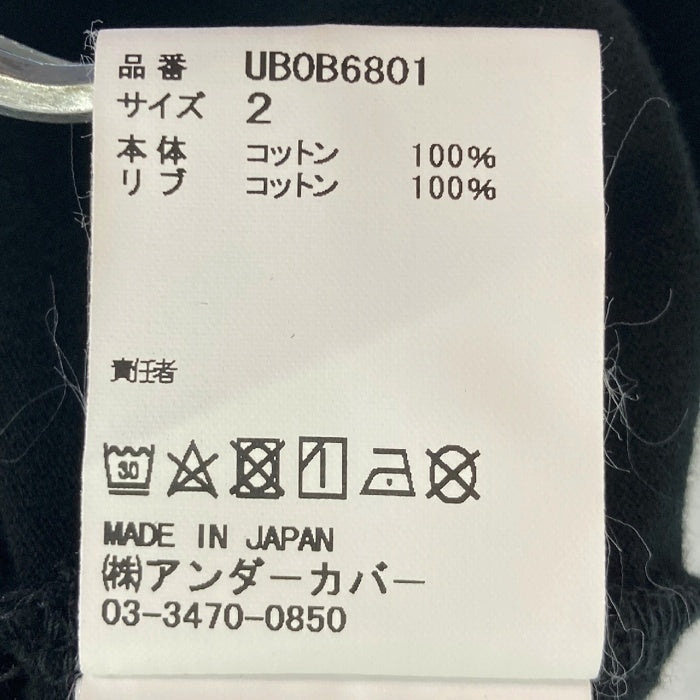 品番 UB0B6801
サイズ 2
本体 コットン 100%
リブ コットン 100%
責任者
30
MADE IN JAPAN
㈱アンダーカバー
03-3470-0850